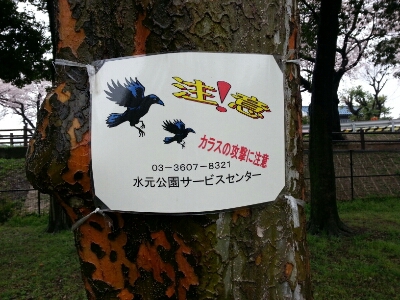 注!意
カラスの攻撃に注意
03-3607-8321
水元公園サービスセンター